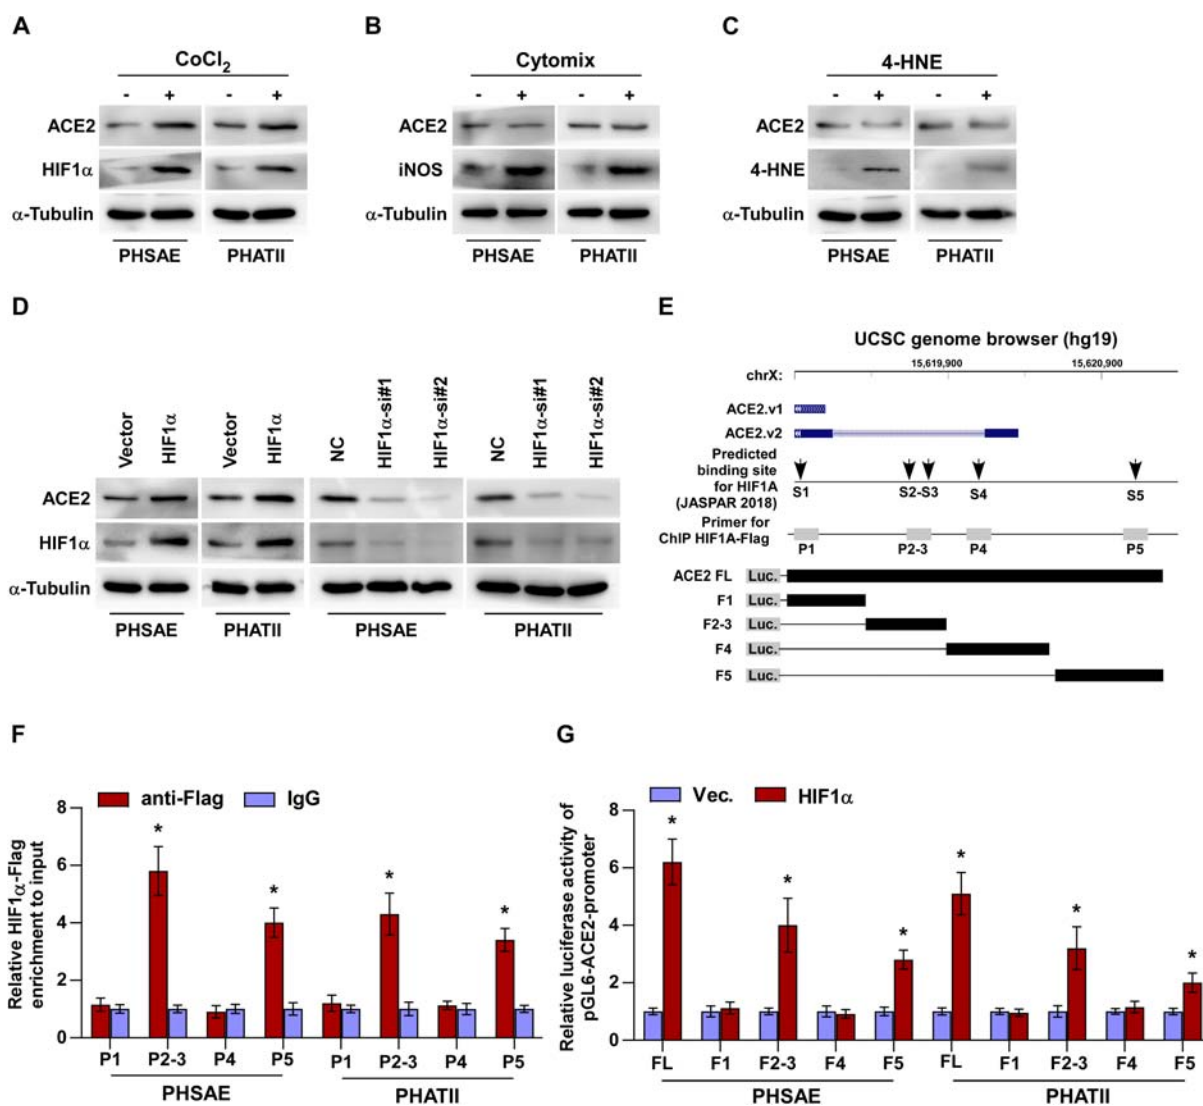 A
CoCl2
- + - +
ACE2
HIF1α
α-Tubulin
PHSAE PHATII
B
Cytomix
- + - +
ACE2
iNOS
α-Tubulin
PHSAE PHATII
C
4-HNE
- + - +
ACE2
4-HNE
α-Tubulin
PHSAE PHATII
D
Vector HIF1α Vector HIF1α NC HIF1α-si#1 HIF1α-si#2 NC HIF1α-si#1 HIF1α-si#2
ACE2
HIF1α
α-Tubulin
PHSAE PHATII PHSAE PHATII
E
UCSC genome browser (hg19)
15,619,900 15,620,900
chrX:
ACE2.v1
ACE2.v2
Predicted
binding site
for HIF1A
(JASPAR 2018)
S1 S2-S3 S4 S5
Primer for
ChIP HIF1A-Flag
P1 P2-3 P4 P5
ACE2 FL Luc.
F1 Luc.
F2-3 Luc.
F4 Luc.
F5 Luc.
F
anti-Flag IgG
Relative HIF1α-Flag
enrichment to input
8
6
4
2
0
* * * *
P1 P2-3 P4 P5 P1 P2-3 P4 P5
PHSAE PHATII
G
Vec. HIF1α
Relative luciferase activity of
pGL6-ACE2-promoter
8
6
4
2
0
* * * * * *
FL F1 F2-3 F4 F5 FL F1 F2-3 F4 F5
PHSAE PHATII